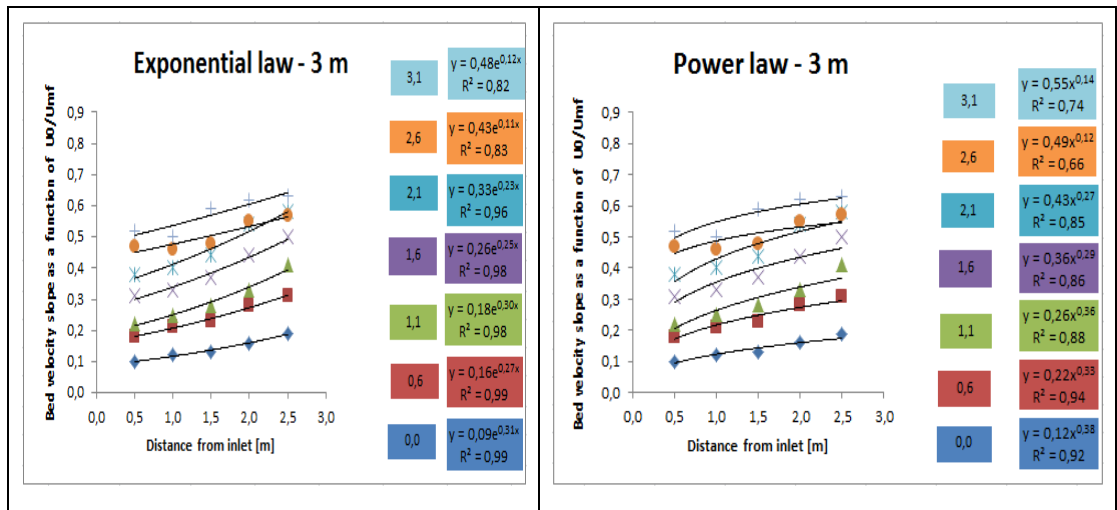 Exponential law - 3 m
Bed velocity slope as a function of U0/Umf
0,9
0,8
0,7
0,6
0,5
0,4
0,3
0,2
0,1
0,0
0,0 0,5 1,0 1,5 2,0 2,5 3,0
Distance from inlet [m]
3,1 y = 0,48e^0,12x
R² = 0,82
2,6 y = 0,43e^0,11x
R² = 0,83
2,1 y = 0,33e^0,23x
R² = 0,96
1,6 y = 0,26e^0,25x
R² = 0,98
1,1 y = 0,18e^0,30x
R² = 0,98
0,6 y = 0,16e^0,27x
R² = 0,99
0,0 y = 0,09e^0,31x
R² = 0,99
Power law - 3 m
Bed velocity slope as a function of U0/Umf
0,9
0,8
0,7
0,6
0,5
0,4
0,3
0,2
0,1
0,0
0,0 0,5 1,0 1,5 2,0 2,5 3,0
Distance from inlet [m]
3,1 y = 0,55x^0,14
R² = 0,74
2,6 y = 0,49x^0,12
R² = 0,66
2,1 y = 0,43x^0,27
R² = 0,85
1,6 y = 0,36x^0,29
R² = 0,86
1,1 y = 0,26x^0,36
R² = 0,88
0,6 y = 0,22x^0,33
R² = 0,94
0,0 y = 0,12x^0,38
R² = 0,92